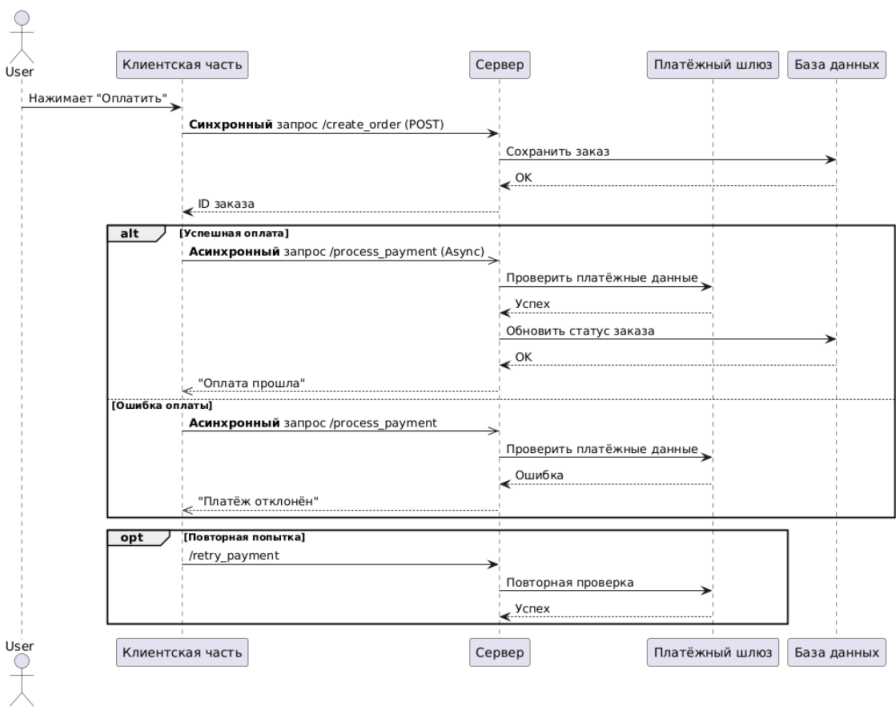 User
Клиентская часть
Сервер
Платёжный шлюз
База данных
Нажимает "Оплатить"
Синхронный запрос /create_order (POST)
Сохранить заказ
OK
ID заказа
alt
[Успешная оплата]
Асинхронный запрос /process_payment (Async)
Проверить платёжные данные
Успех
Обновить статус заказа
OK
"Оплата прошла"
[Ошибка оплаты]
Асинхронный запрос /process_payment
Проверить платёжные данные
Ошибка
"Платёж отклонён"
opt
[Повторная попытка]
/retry_payment
Повторная проверка
Успех
User
Клиентская часть
Сервер
Платёжный шлюз
База данных